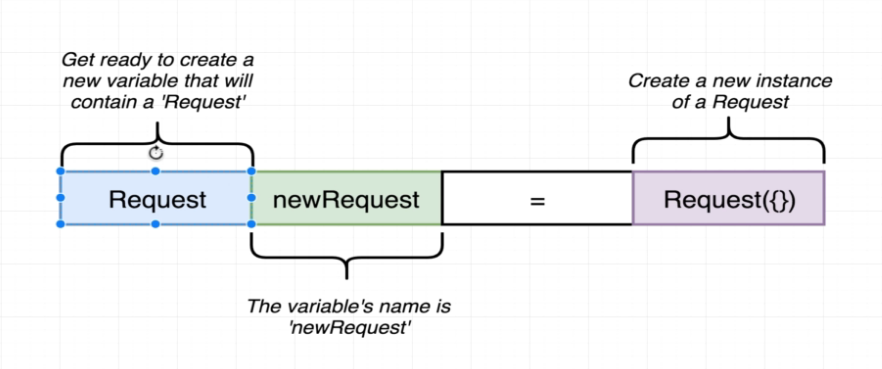 Get ready to create a
new variable that will
contain a 'Request'
Create a new instance
of a Request
Request newRequest = Request({})
The variable's name is
'newRequest'